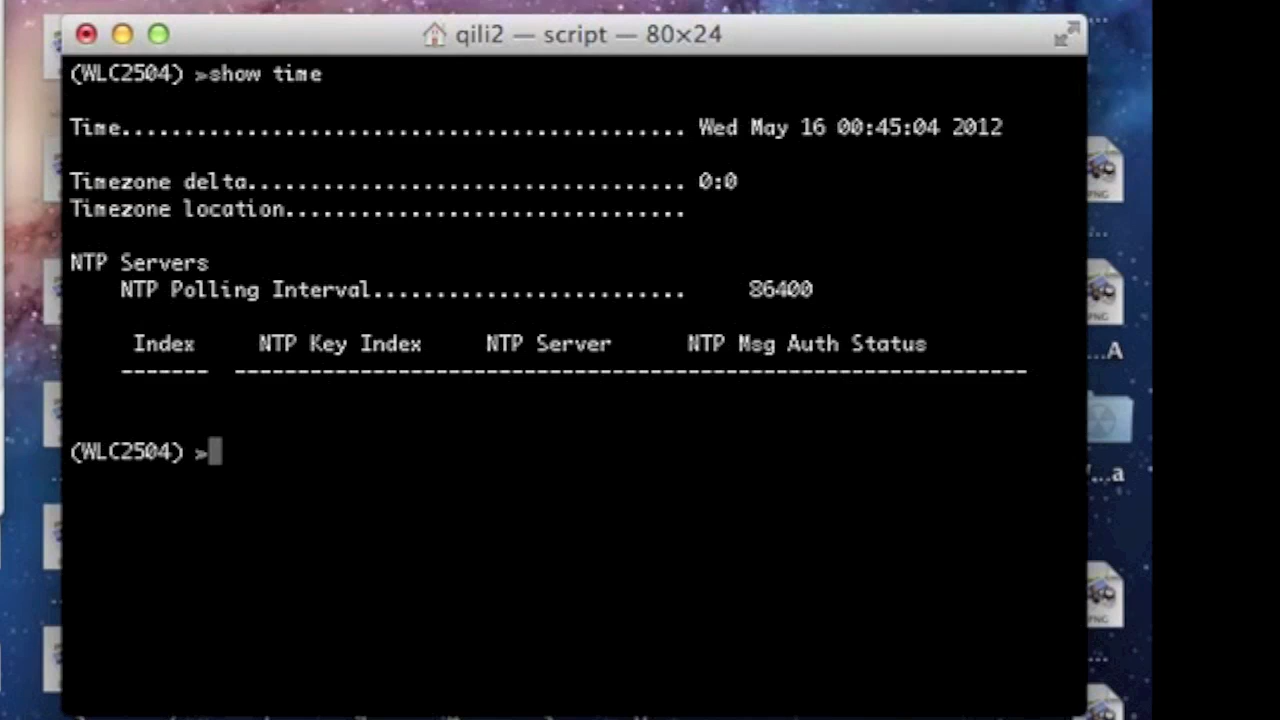 qili2 — script — 80×24
(WLC2504) >show time
Time............................................. Wed May 16 00:45:04 2012
Timezone delta................................... 0:0
Timezone location................................
NTP Servers
NTP Polling Interval......................... 86400
Index NTP Key Index NTP Server NTP Msg Auth Status
------- ---------------------------------------------------------------
(WLC2504) >
...A
...a